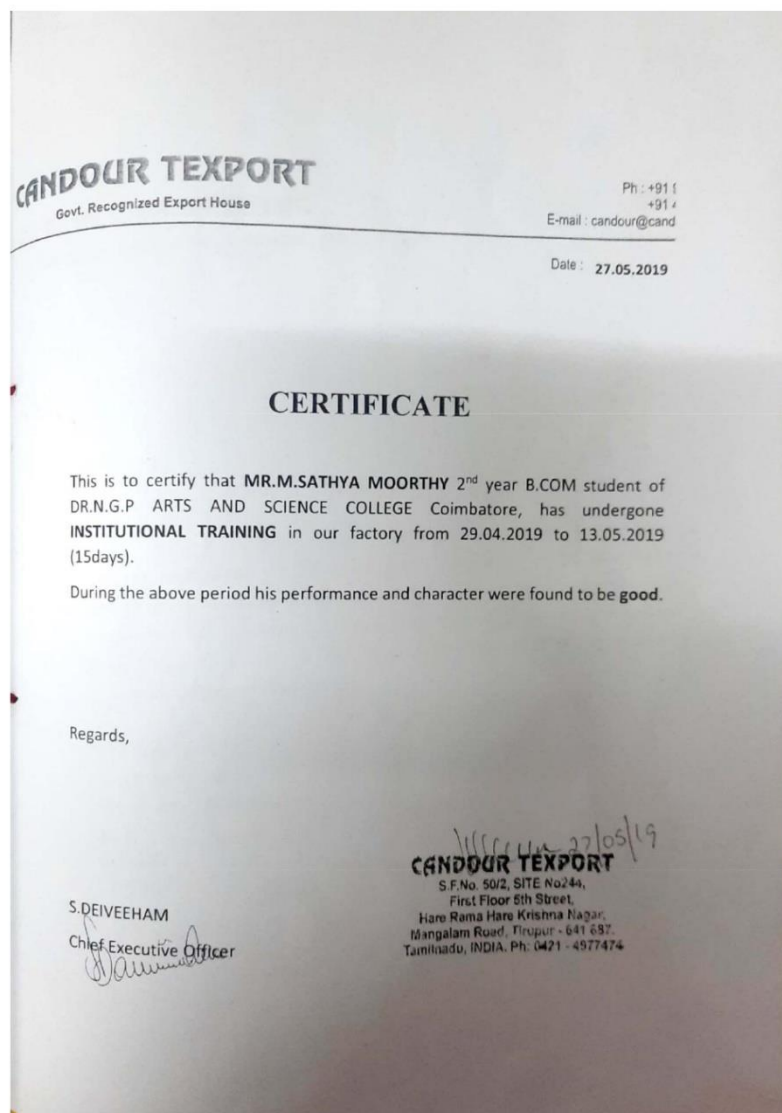 CANDOUR TEXPORT
Govt. Recognized Export House
Ph : +91
+91
E-mail : candour@cand
Date : 27.05.2019
CERTIFICATE
This is to certify that MR.M.SATHYA MOORTHY 2nd year B.COM student of
DR.N.G.P ARTS AND SCIENCE COLLEGE Coimbatore, has undergone
INSTITUTIONAL TRAINING in our factory from 29.04.2019 to 13.05.2019
(15days).
During the above period his performance and character were found to be good.
Regards,
27/05/19
CANDOUR TEXPORT
S.F.No. 50/2, SITE No244,
First Floor 5th Street,
Hare Rama Hare Krishna Nagar,
Mangalam Road, Tirupur - 641 687.
Tamilnadu, INDIA. Ph: 0421 - 4977474
S.DEIVEEHAM
Chief Executive Officer